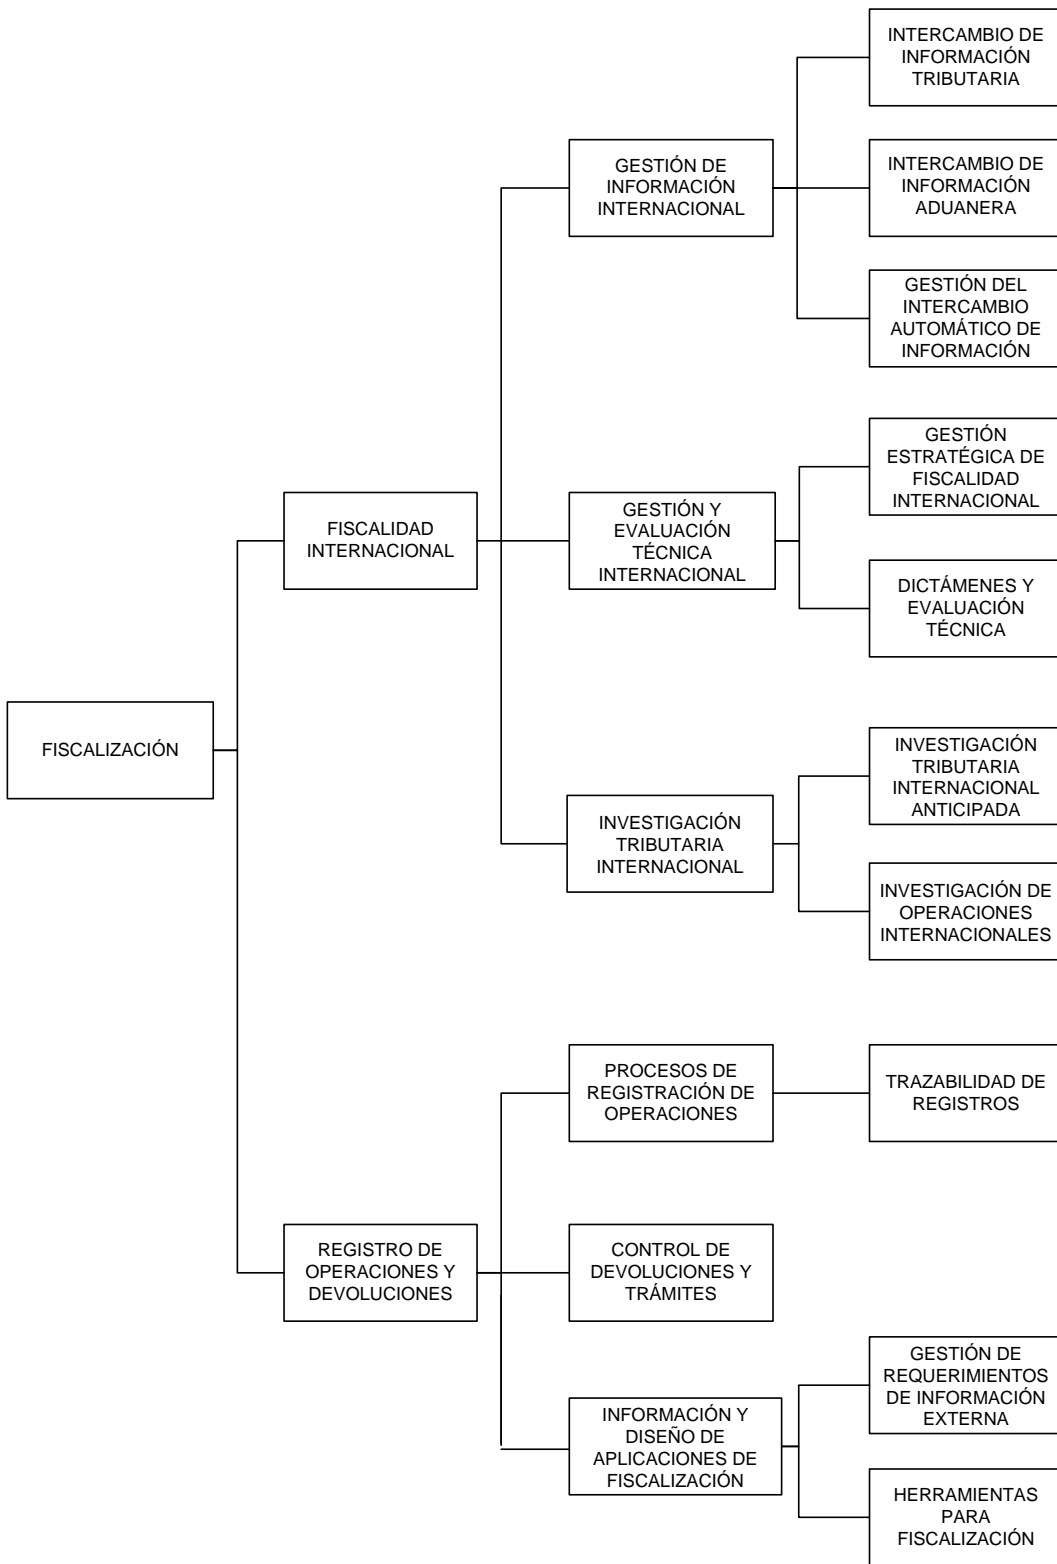 INTERCAMBIO DE
INFORMACIÓN
TRIBUTARIA
GESTIÓN DE
INFORMACIÓN
INTERNACIONAL
INTERCAMBIO DE
INFORMACIÓN
ADUANERA
GESTIÓN DEL
INTERCAMBIO
AUTOMÁTICO DE
INFORMACIÓN
GESTIÓN
ESTRATÉGICA DE
FISCALIDAD
INTERNACIONAL
FISCALIDAD
INTERNACIONAL
GESTIÓN Y
EVALUACIÓN
TÉCNICA
INTERNACIONAL
DICTÁMENES Y
EVALUACIÓN
TÉCNICA
FISCALIZACIÓN
INVESTIGACIÓN
TRIBUTARIA
INTERNACIONAL
ANTICIPADA
INVESTIGACIÓN
TRIBUTARIA
INTERNACIONAL
INVESTIGACIÓN DE
OPERACIONES
INTERNACIONALES
PROCESOS DE
REGISTRACIÓN DE
OPERACIONES
TRAZABILIDAD DE
REGISTROS
REGISTRO DE
OPERACIONES Y
DEVOLUCIONES
CONTROL DE
DEVOLUCIONES Y
TRÁMITES
GESTIÓN DE
REQUERIMIENTOS
DE INFORMACIÓN
EXTERNA
INFORMACIÓN Y
DISEÑO DE
APLICACIONES DE
FISCALIZACIÓN
HERRAMIENTAS
PARA
FISCALIZACIÓN